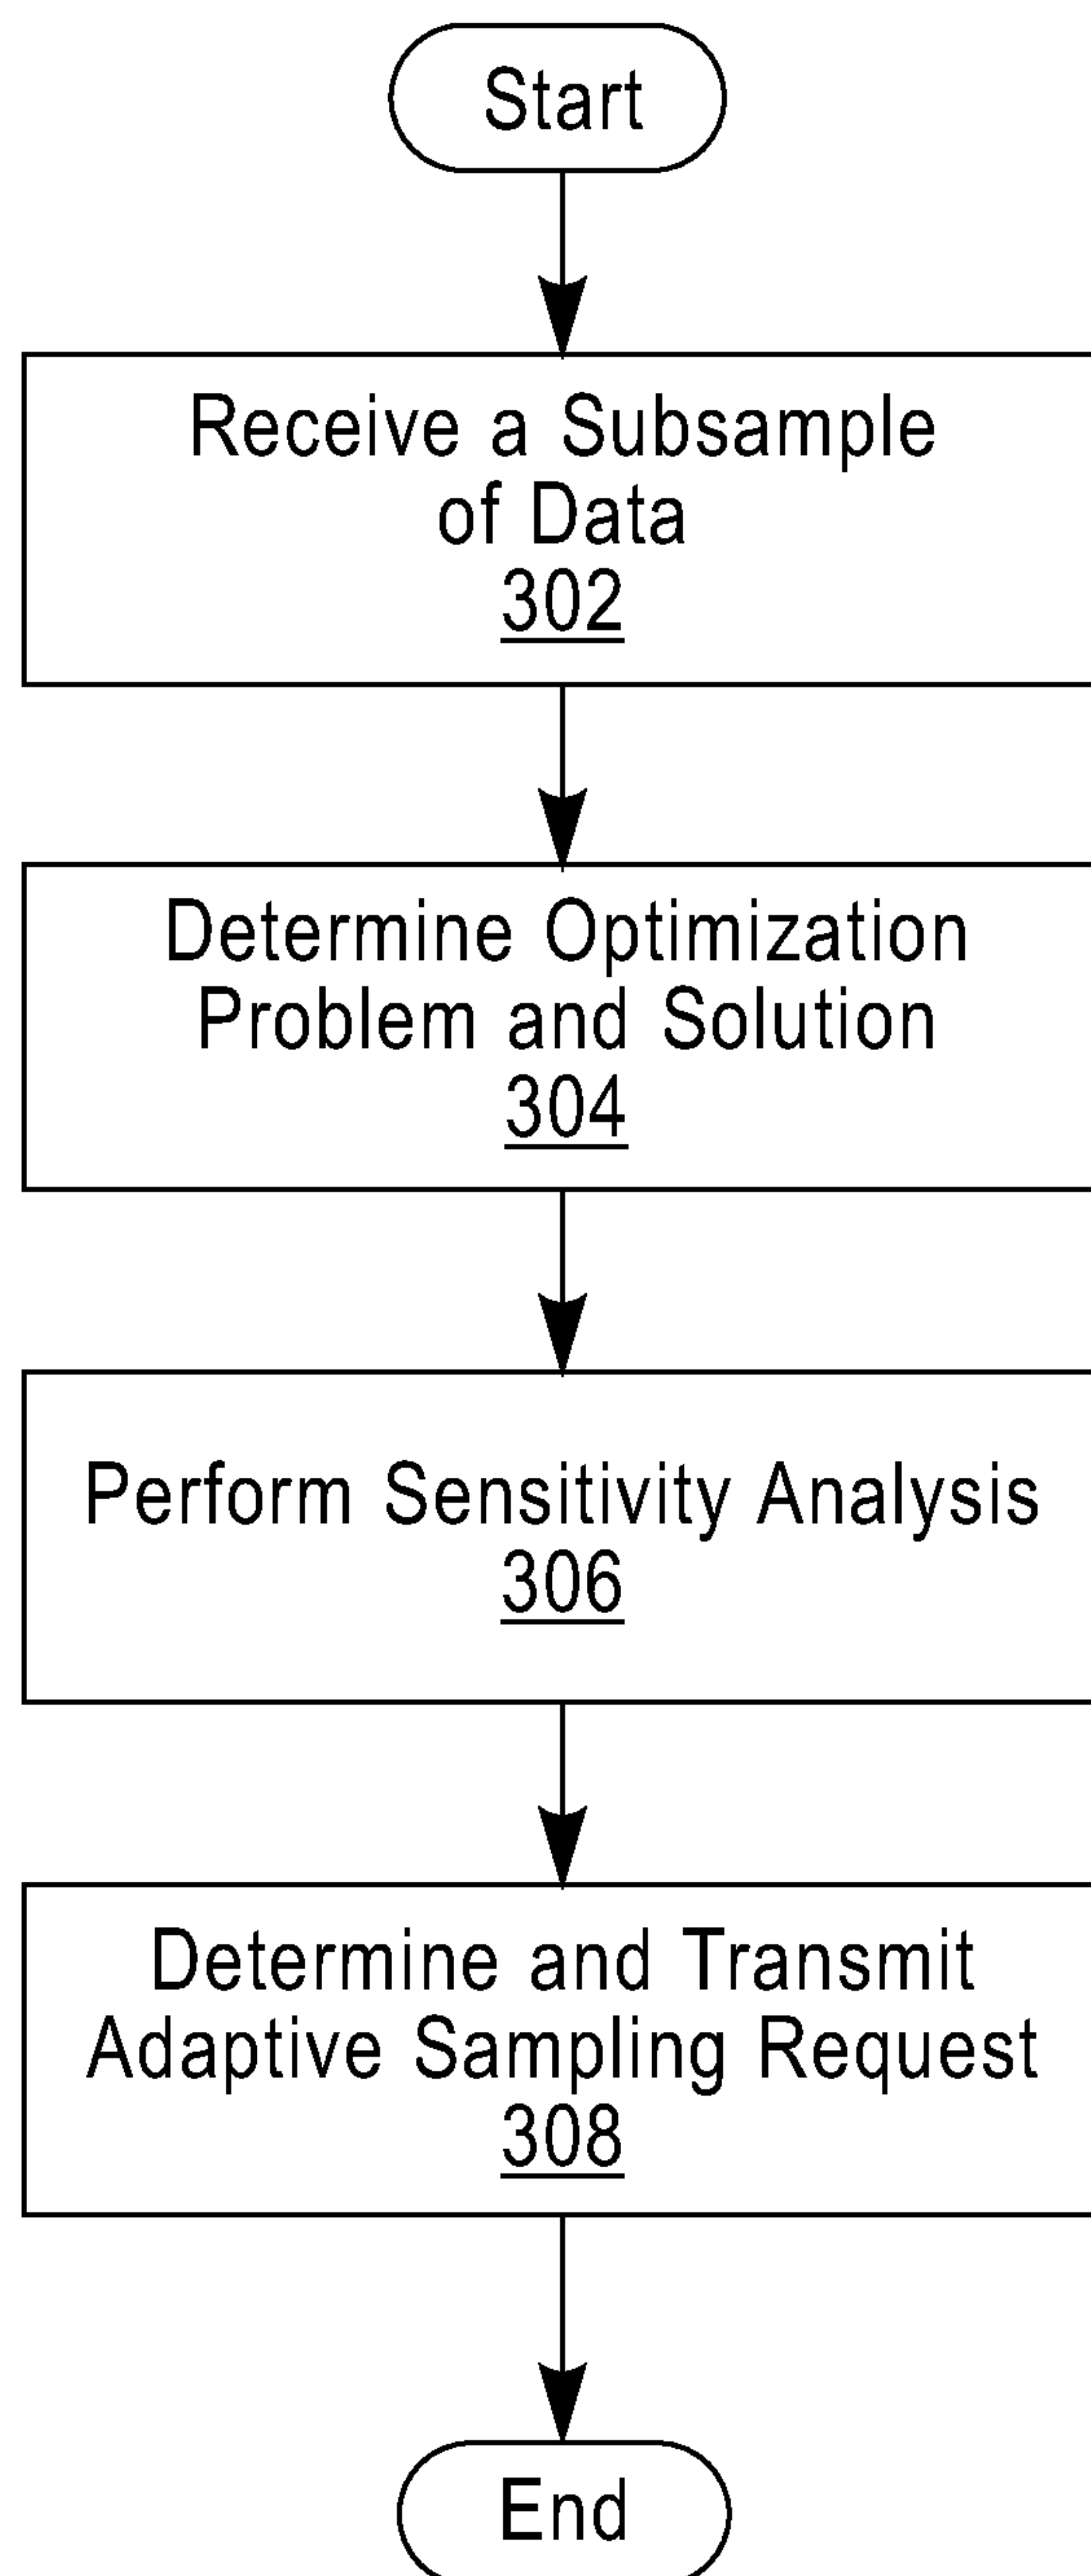 Start
Receive a Subsample
of Data
302
Determine Optimization
Problem and Solution
304
Perform Sensitivity Analysis
306
Determine and Transmit
Adaptive Sampling Request
308
End